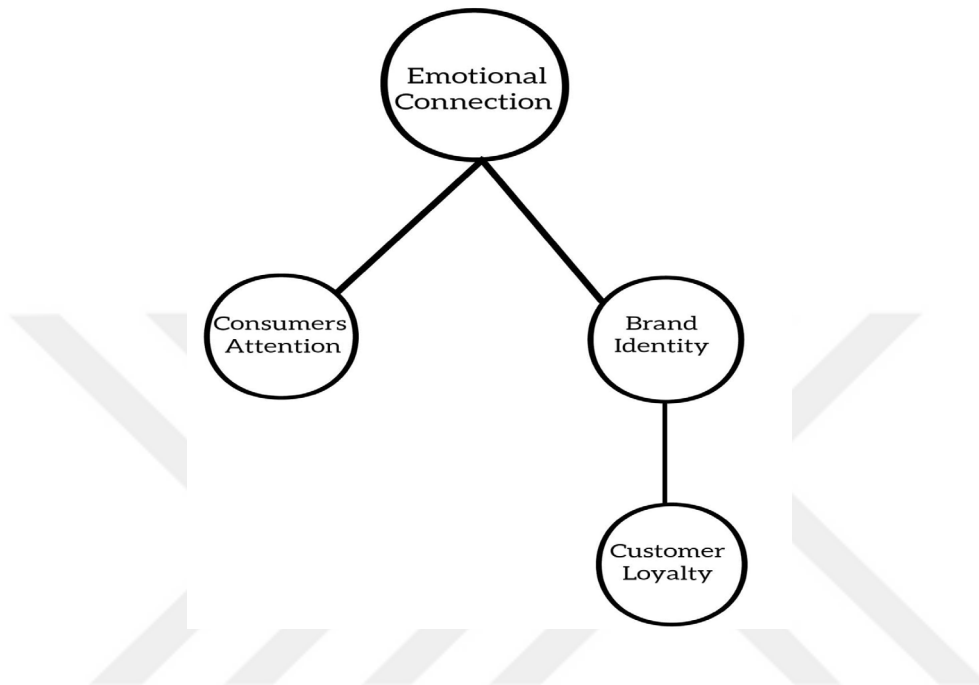 Emotional
Connection
Consumers
Attention
Brand
Identity
Customer
Loyalty